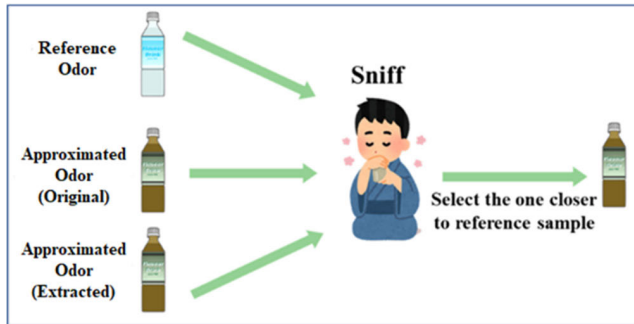 Reference
Odor
Sniff
Approximated
Odor
(Original)
Select the one closer
to reference sample
Approximated
Odor
(Extracted)